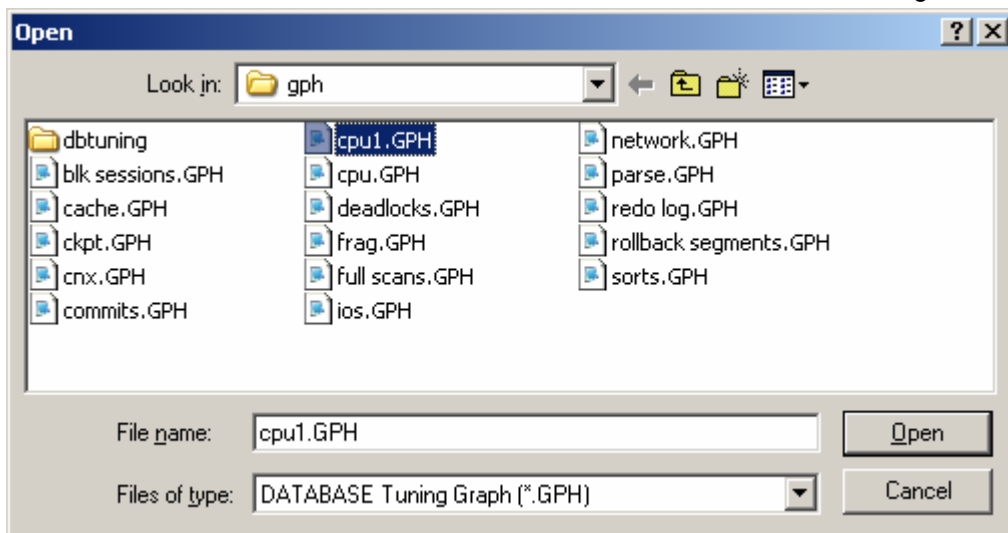 Open
Look in: gph
dbtuning
blk sessions.GPH
cache.GPH
ckpt.GPH
cnx.GPH
commits.GPH
cpu1.GPH
cpu.GPH
deadlocks.GPH
frag.GPH
full scans.GPH
ios.GPH
network.GPH
parse.GPH
redo log.GPH
rollback segments.GPH
sorts.GPH
File name: cpu1.GPH Open
Files of type: DATABASE Tuning Graph (*.GPH) Cancel